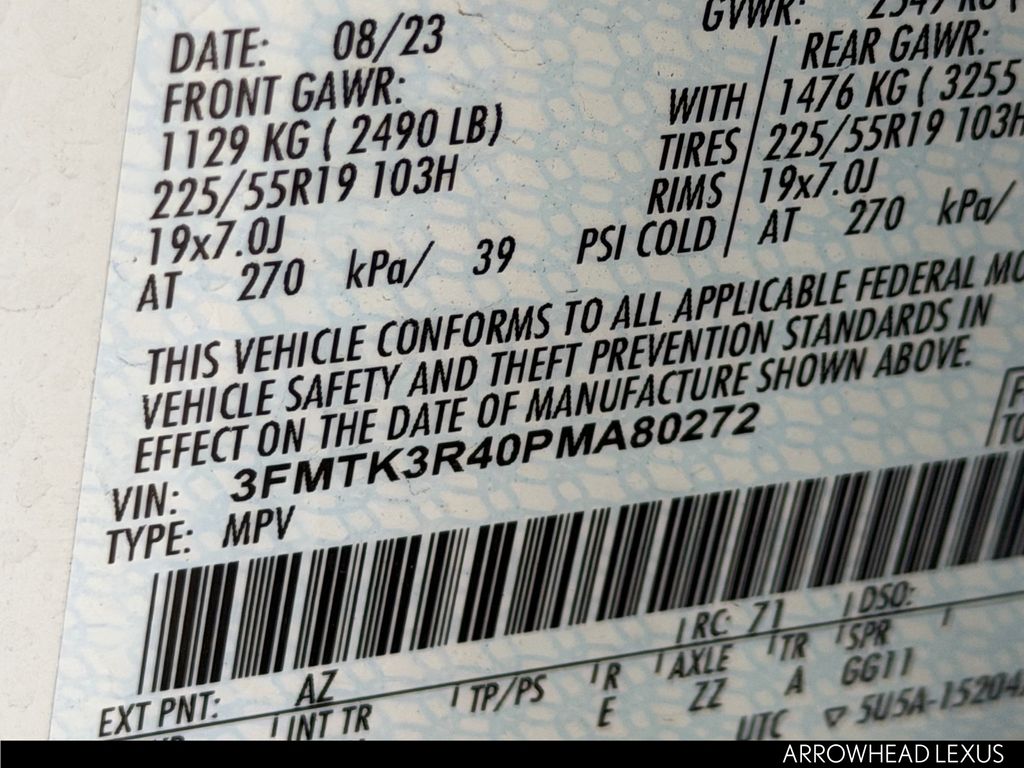 DATE: 08/23 GVWR:
FRONT GAWR: REAR GAWR:
1129 KG ( 2490 LB) WITH 1476 KG ( 3255
225/55R19 103H TIRES 225/55R19 103H
19x7.0J RIMS 19x7.0J
AT 270 kPa/ 39 PSI COLD AT 270 kPa/
THIS VEHICLE CONFORMS TO ALL APPLICABLE FEDERAL MO
VEHICLE SAFETY AND THEFT PREVENTION STANDARDS IN
EFFECT ON THE DATE OF MANUFACTURE SHOWN ABOVE.
VIN: 3FMTK3R40PMA80272
TYPE: MPV
EXT PNT: AZ RC: 71 DSO:
INT TR TP/PS R AXLE TR SPR
E ZZ A GG11
UTC 5U5A-15204
ARROWHEAD LEXUS